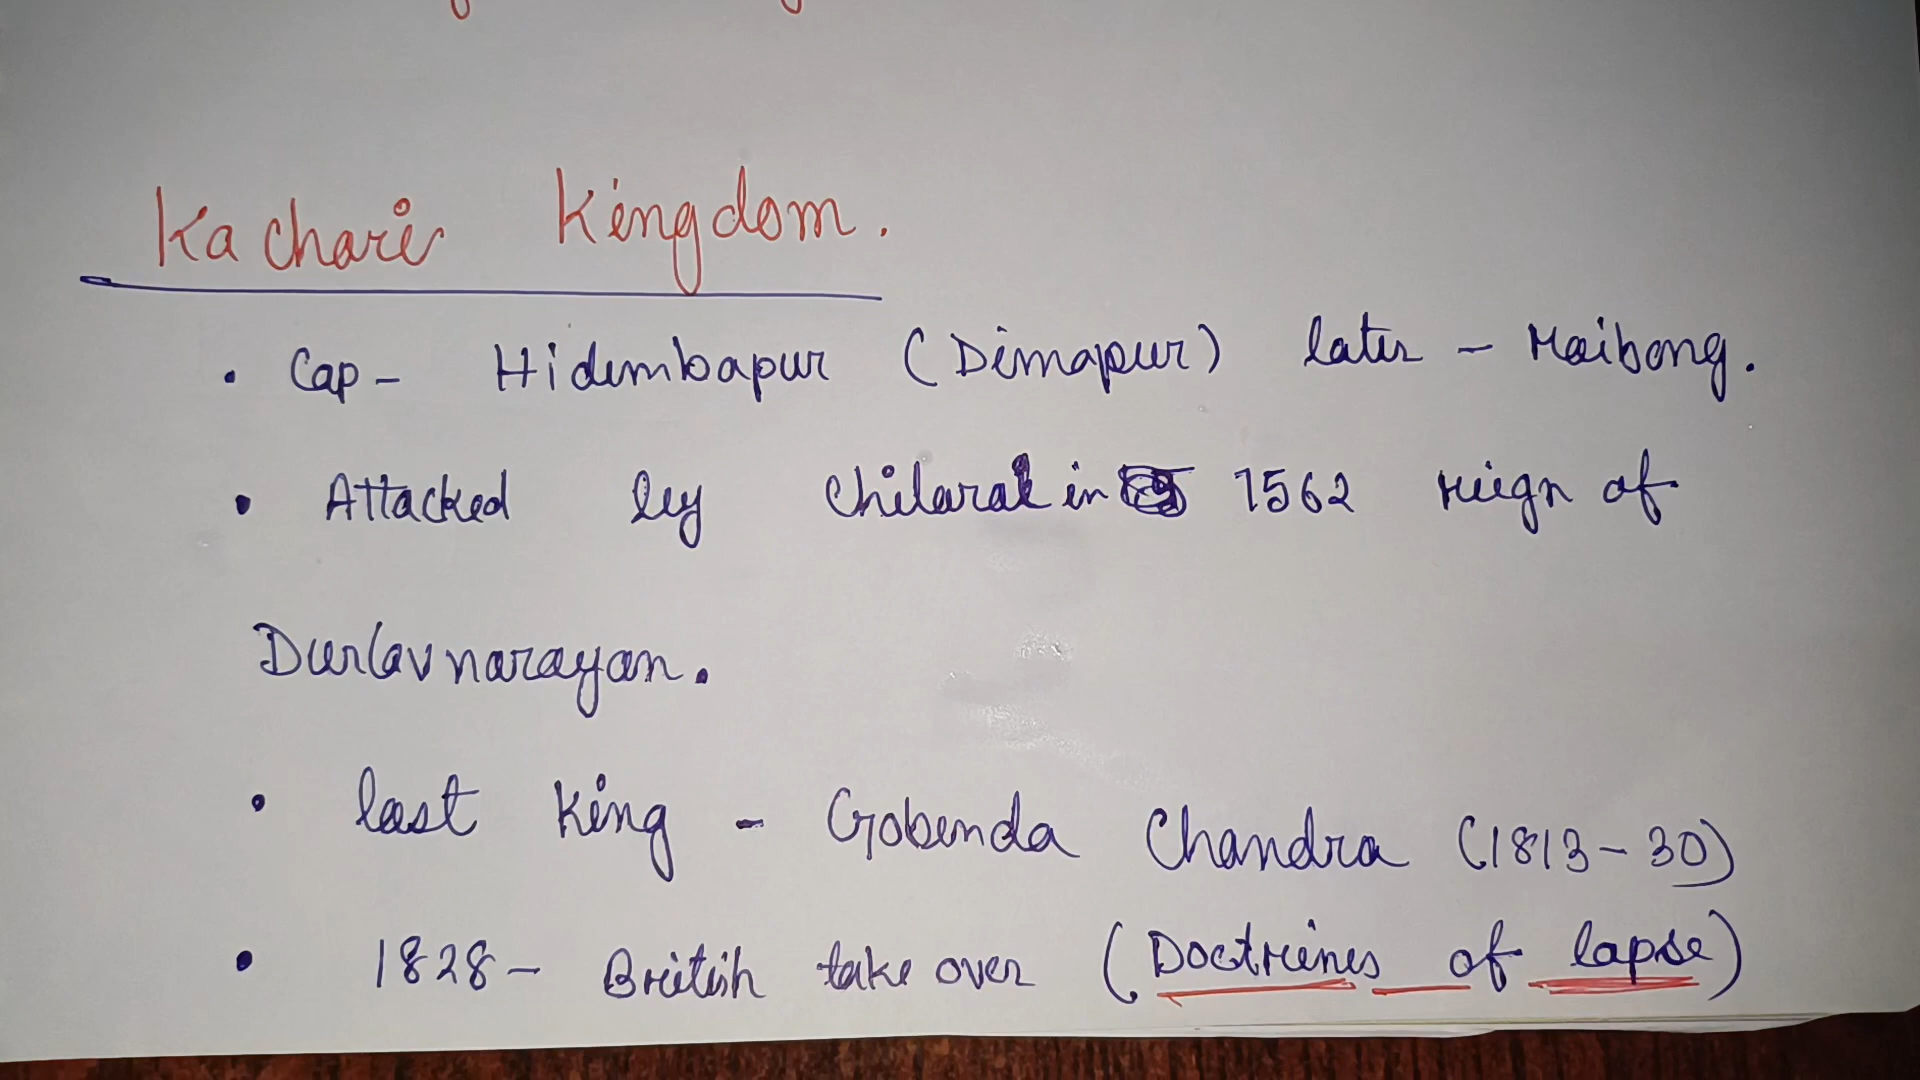 Kachari Kingdom.
• Cap - Hidimbapur (Dimapur) later - Maibong.
• Attacked by Chilarai in 1562 reign of
Durlavnarayan.
• last King - Gobinda Chandra (1813-30)
• 1828 - British take over (Doctrines of lapse)